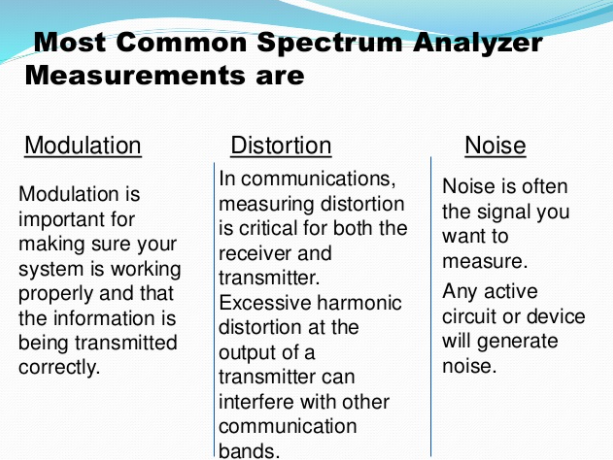 Most Common Spectrum Analyzer
Measurements are
Modulation
Modulation is
important for
making sure your
system is working
properly and that
the information is
being transmitted
correctly.
Distortion
In communications,
measuring distortion
is critical for both the
receiver and
transmitter.
Excessive harmonic
distortion at the
output of a
transmitter can
interfere with other
communication
bands.
Noise
Noise is often
the signal you
want to
measure.
Any active
circuit or device
will generate
noise.